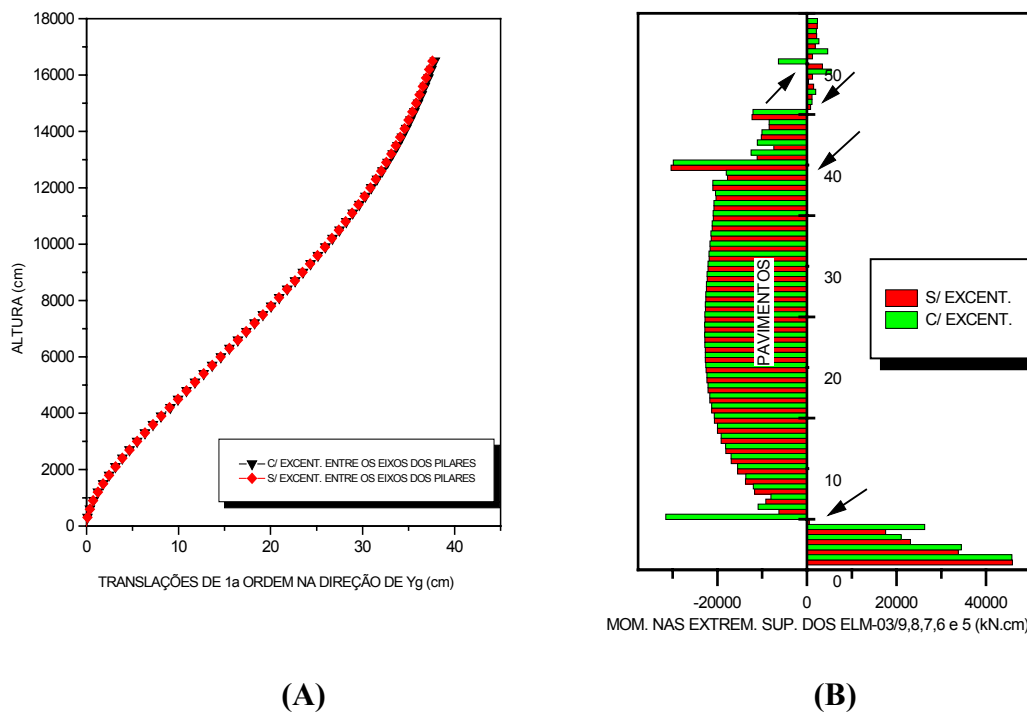 18000
16000
14000
12000
10000
8000
6000
4000
2000
0
ALTURA (cm)
0 10 20 30 40
C/ EXCENT. ENTRE OS EIXOS DOS PILARES
S/ EXCENT. ENTRE OS EIXOS DOS PILARES
TRANSLAÇÕES DE 1a ORDEM NA DIREÇÃO DE Yg (cm)
(A)
50
40
30
20
10
0
PAVIMENTOS
S/ EXCENT.
C/ EXCENT.
-20000 0 20000 40000
MOM. NAS EXTREM. SUP. DOS ELM-03/9,8,7,6 e 5 (kN.cm)
(B)